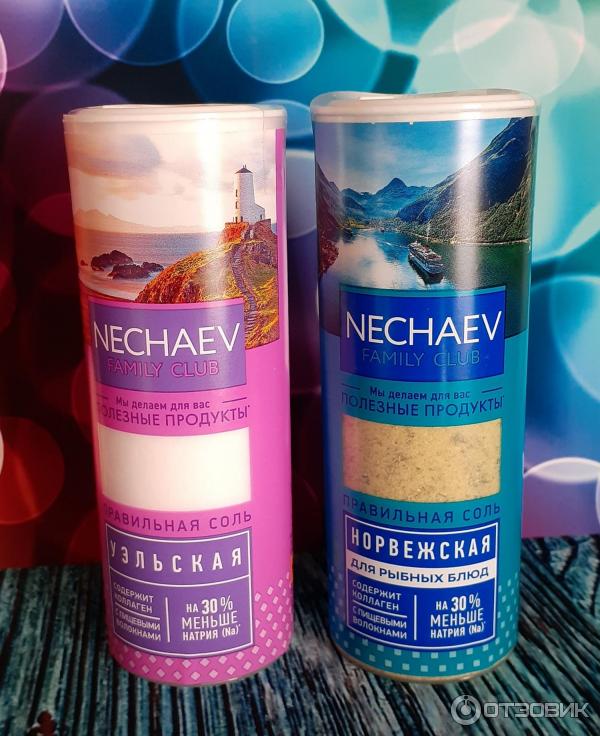 NECHAEV
FAMILY CLUB
Мы делаем для вас
ПОЛЕЗНЫЕ ПРОДУКТЫ*
ПРАВИЛЬНАЯ СОЛЬ
УЭЛЬСКАЯ
СОДЕРЖИТ
КОЛЛАГЕН
С ПИЩЕВЫМИ
ВОЛОКНАМИ
НА 30%
МЕНЬШЕ
НАТРИЯ (Na)*
NECHAEV
FAMILY CLUB
Мы делаем для вас
ПОЛЕЗНЫЕ ПРОДУКТЫ*
ПРАВИЛЬНАЯ СОЛЬ
НОРВЕЖСКАЯ
ДЛЯ РЫБНЫХ БЛЮД
СОДЕРЖИТ
КОЛЛАГЕН
С ПИЩЕВЫМИ
ВОЛОКНАМИ
НА 30%
МЕНЬШЕ
НАТРИЯ (Na)*
ОТЗОВИК